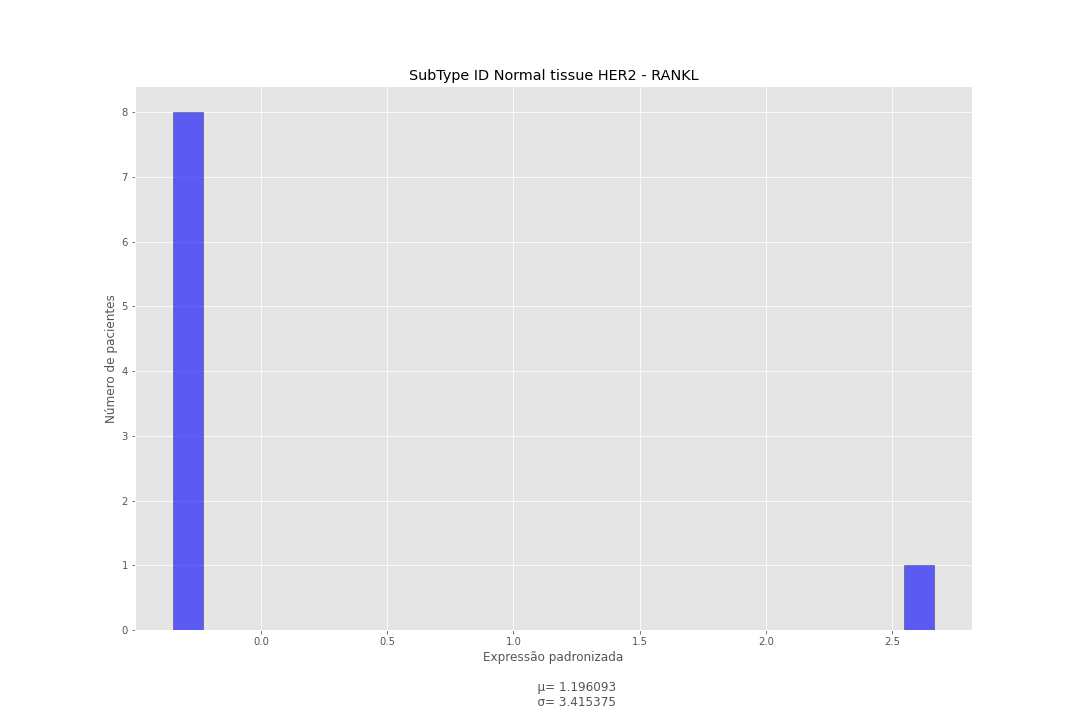 SubType ID Normal tissue HER2 - RANKL
8
7
6
5
4
3
2
1
0
Número de pacientes
0.0 0.5 1.0 1.5 2.0 2.5
Expressão padronizada
μ= 1.196093
σ= 3.415375